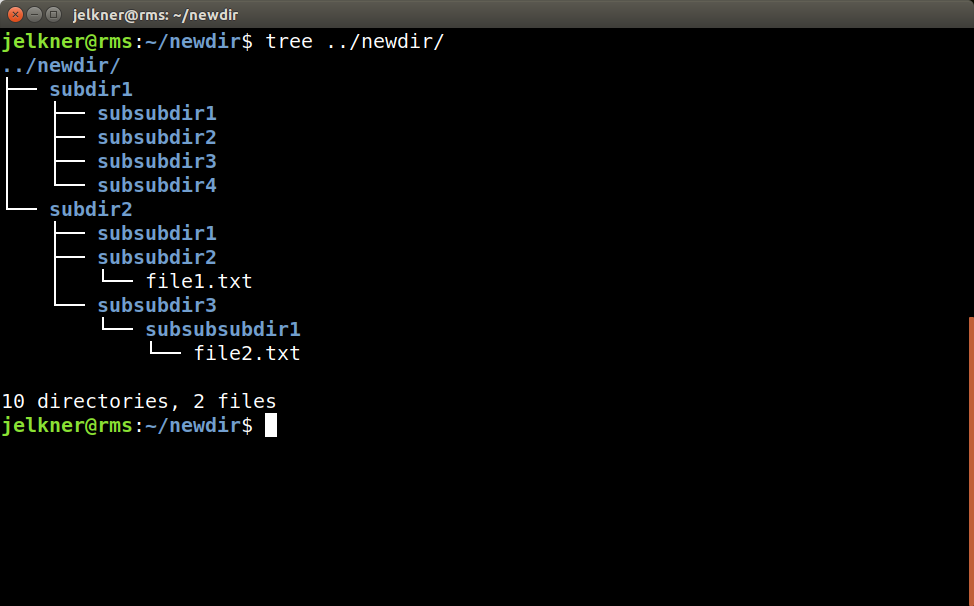 jelkner@rms: ~/newdir
jelkner@rms:~/newdir$ tree ../newdir/
../newdir/
├── subdir1
│   ├── subsubdir1
│   ├── subsubdir2
│   ├── subsubdir3
│   └── subsubdir4
└── subdir2
    ├── subsubdir1
    ├── subsubdir2
    │   └── file1.txt
    └── subsubdir3
        └── subsubsubdir1
            └── file2.txt
10 directories, 2 files
jelkner@rms:~/newdir$